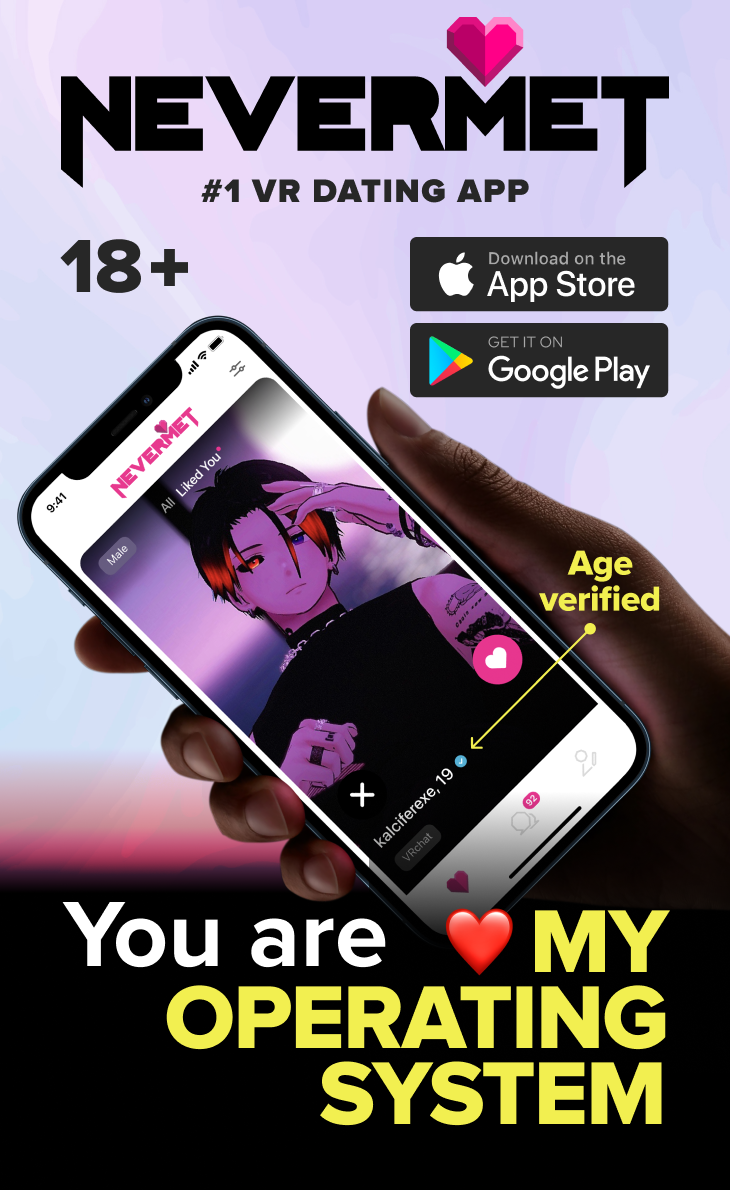 NEVERMET
#1 VR DATING APP
18+
Download on the
App Store
GET IT ON
Google Play
9:41
NEVERMET
All Liked You
Male
Age
verified
kalciferexe, 19
VRchat
92
You are ❤️ MY
OPERATING
SYSTEM